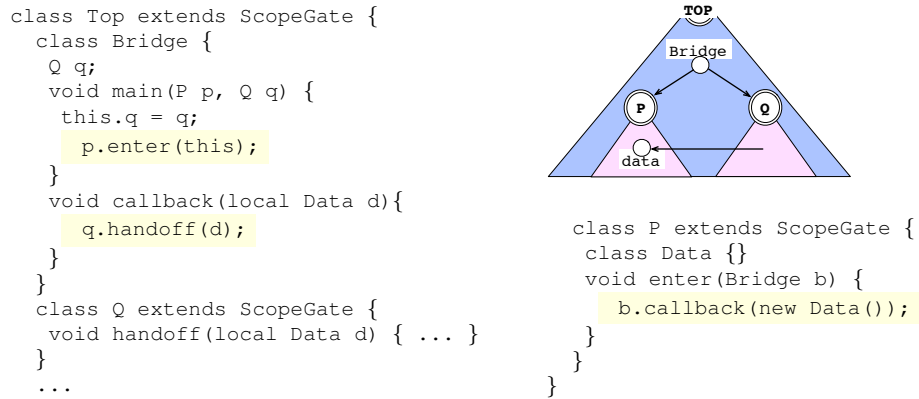 class Top extends ScopeGate {
class Bridge {
Q q;
void main(P p, Q q) {
this.q = q;
p.enter(this);
}
void callback(local Data d){
q.handoff(d);
}
}
class Q extends ScopeGate {
void handoff(local Data d) { ... }
}
...
TOP
Bridge
P
Q
data
class P extends ScopeGate {
class Data {}
void enter(Bridge b) {
b.callback(new Data());
}
}
}